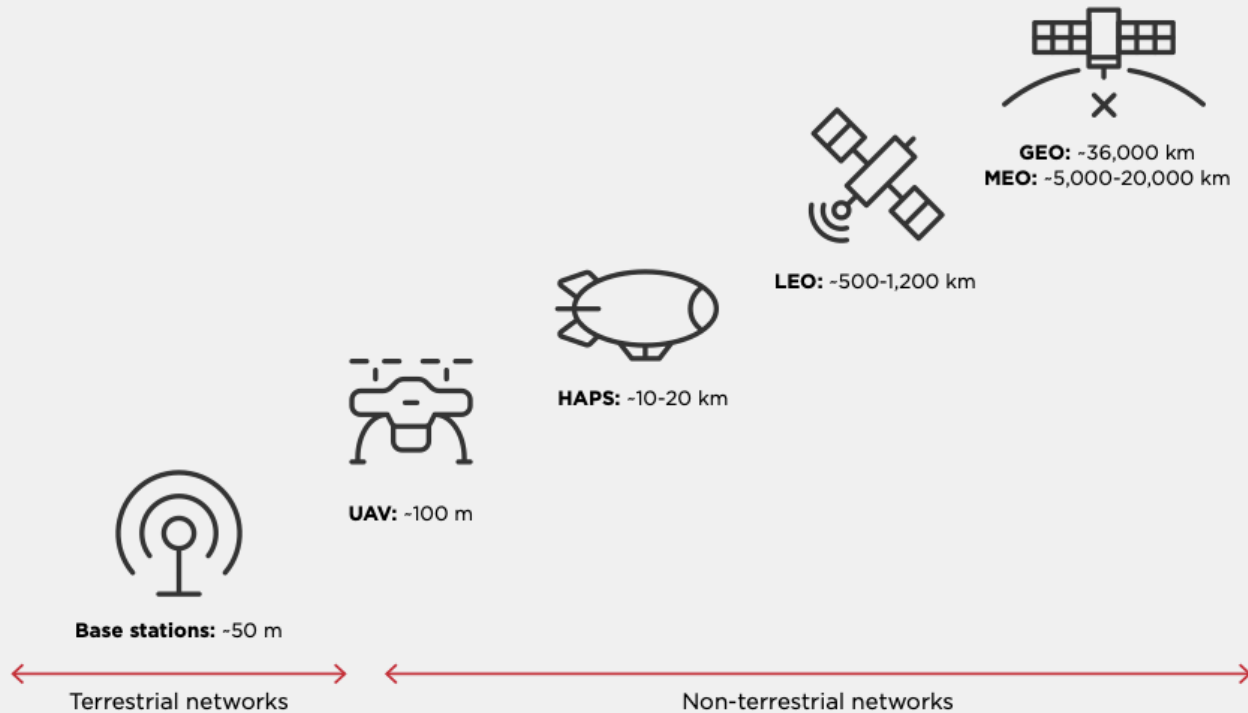 GEO: ~36,000 km
MEO: ~5,000-20,000 km
LEO: ~500-1,200 km
HAPS: ~10-20 km
UAV: ~100 m
Base stations: ~50 m
Terrestrial networks
Non-terrestrial networks